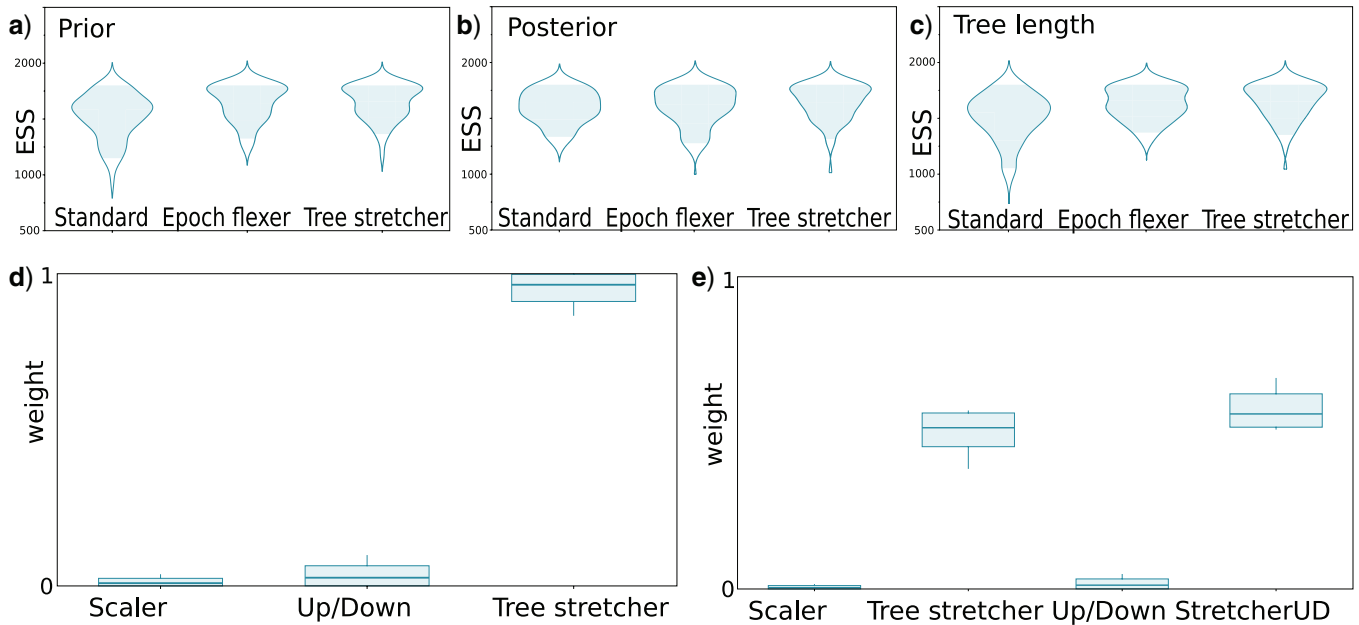 a) Prior
2000
ESS
1000
500
Standard Epoch flexer Tree stretcher
b) Posterior
2000
ESS
1000
500
Standard Epoch flexer Tree stretcher
c) Tree length
2000
ESS
1000
500
Standard Epoch flexer Tree stretcher
d)
1
weight
0
Scaler Up/Down Tree stretcher
e)
1
weight
0
Scaler Tree stretcher Up/Down StretcherUD